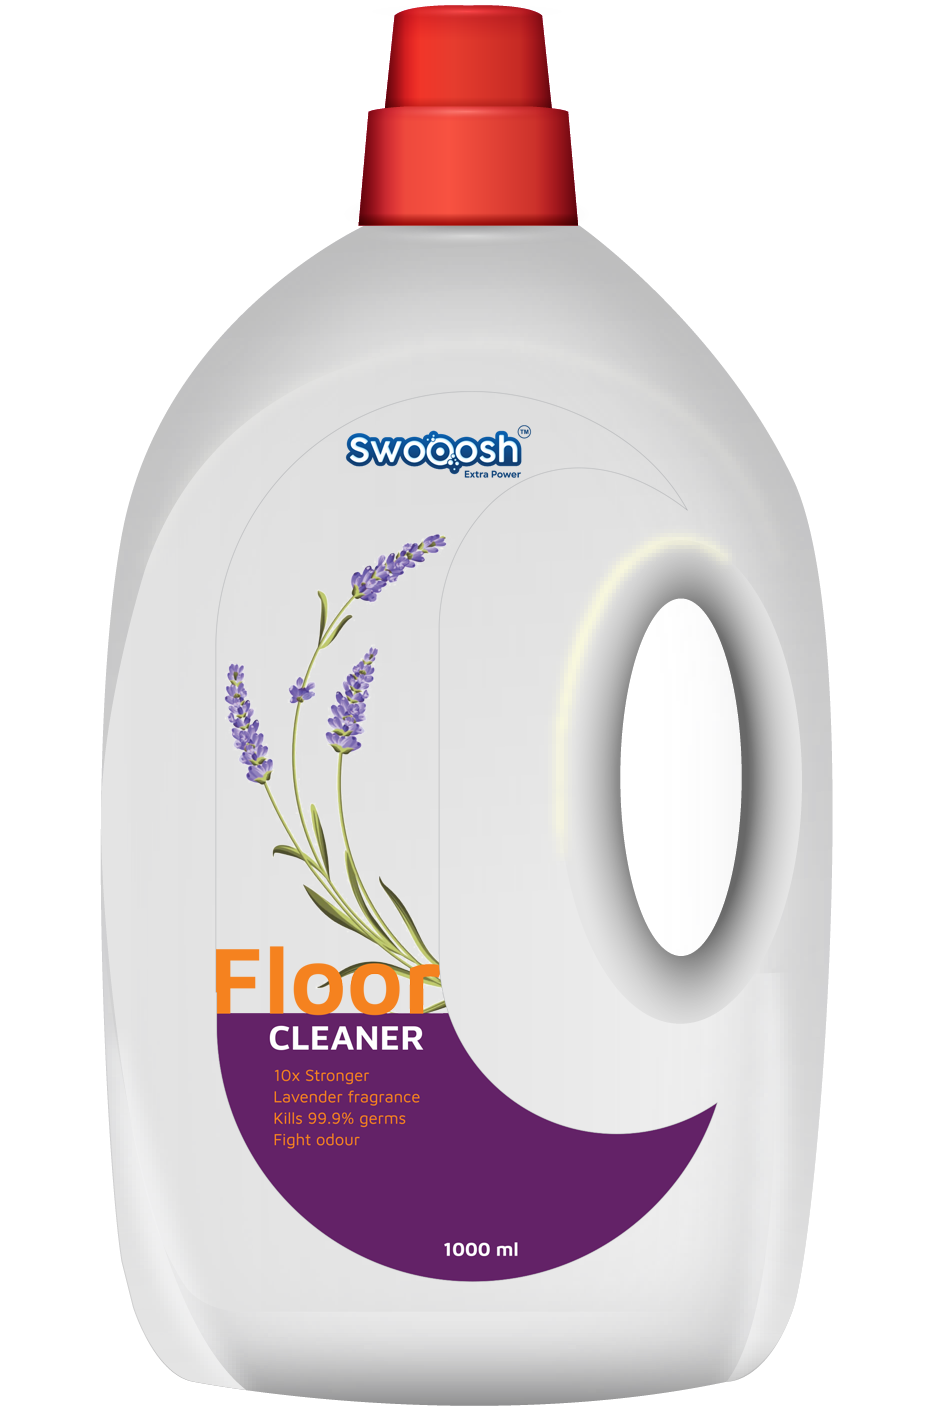 Swooosh™
Extra Power
Floor
CLEANER
10x Stronger
Lavender fragrance
Kills 99.9% germs
Fight odour
1000 ml